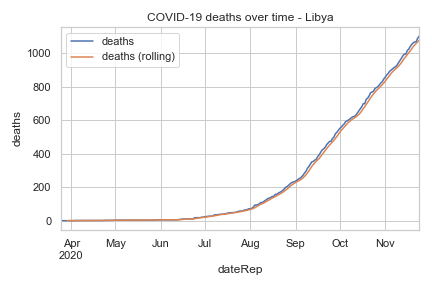 COVID-19 deaths over time - Libya
deaths
deaths (rolling)
1000
800
600
400
200
0
deaths
Apr May Jun Jul Aug Sep Oct Nov
2020
dateRep